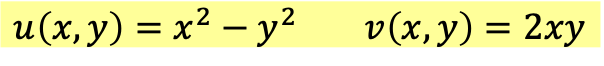 u(x, y) = x² − y² v(x, y) = 2xy